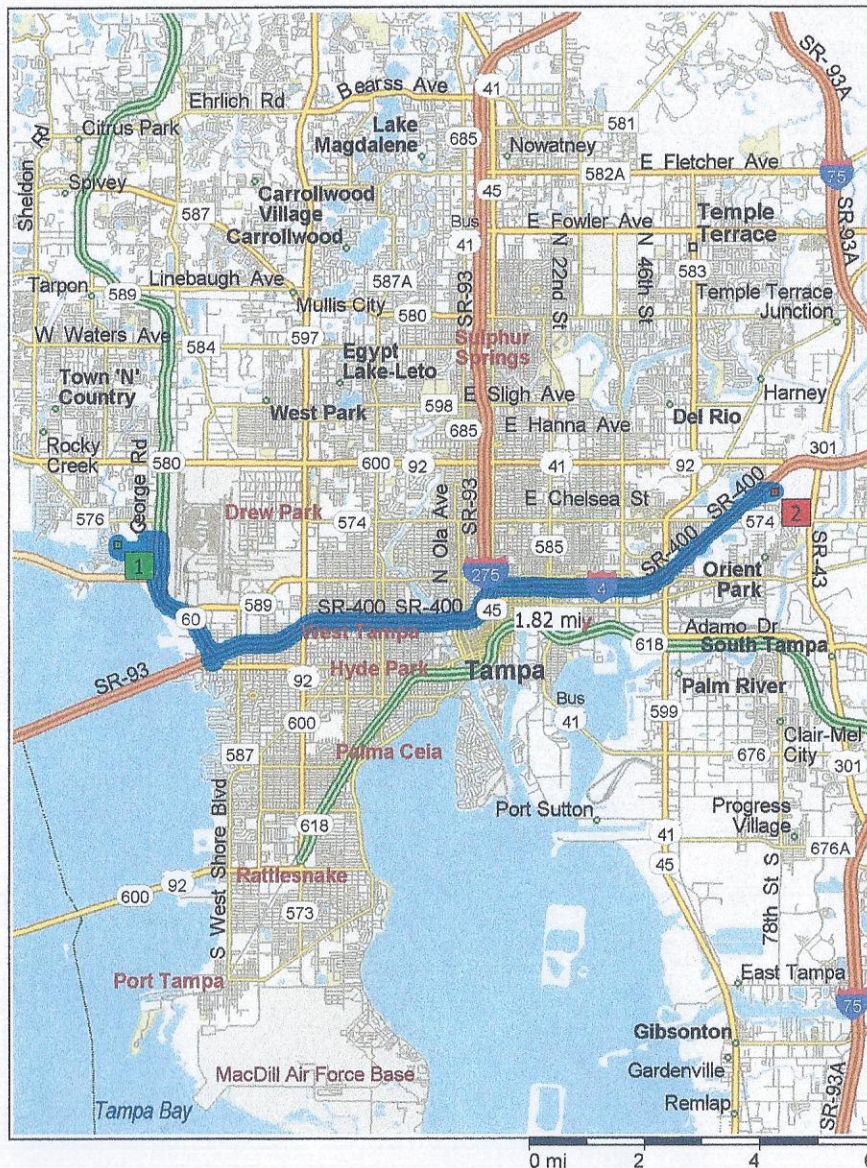 SR-93A
Bearss Ave
41
Ehrlich Rd
Citrus Park
Sheldon Rd
Lake
Magdalene
685
Nowatney
581
E Fletcher Ave
582A
75
SR-93A
Spivey
Carrollwood
Village
45
587
Carrollwood
Bus
41
E Fowler Ave
Temple
Terrace
N 22nd St
N 46th St
583
587A
SR-93
Linebaugh Ave
Tarpon
589
Mullis City
580
Temple Terrace
Junction
W Waters Ave
584
597
Sulphur
Springs
Egypt
Lake-Leto
Town 'N'
Country
West Park
598
E Sligh Ave
Del Rio
Harney
685
E Hanna Ave
Rocky
Creek
George Rd
580
600
92
41
92
301
SR-93
N Ola Ave
E Chelsea St
SR-400
576
Drew Park
574
2
574
1
585
SR-400
SR-43
Orient
Park
275
4
589
60
SR-400
SR-400
45
1.82 miy
West Tampa
Adamo Dr
618
South Tampa
SR-93
92
Hyde Park
Tampa
Palm River
599
Bus
41
600
587
Palma Ceia
676
Clair-Mel
City
301
S West Shore Blvd
618
Port Sutton
Progress
Village
41
676A
45
Rattlesnake
600
92
573
78th St S
Port Tampa
East Tampa
75
Gibsonton
Gardenville
MacDill Air Force Base
Remlap
SR-93A
Tampa Bay
0 mi
2
4
6